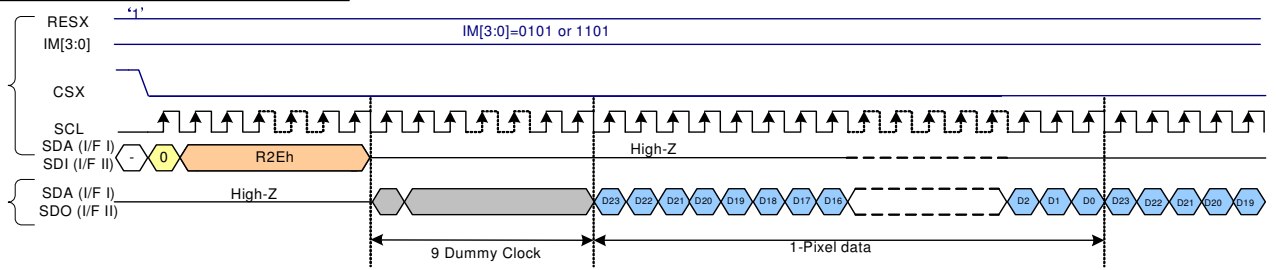 RESX '1'
IM[3:0] IM[3:0]=0101 or 1101
CSX
SCL
SDA (I/F I)
SDI (I/F II) - 0 R2Eh High-Z
SDA (I/F I)
SDO (I/F II) High-Z D23 D22 D21 D20 D19 D18 D17 D16 D2 D1 D0 D23 D22 D21 D20 D19
9 Dummy Clock 1-Pixel data